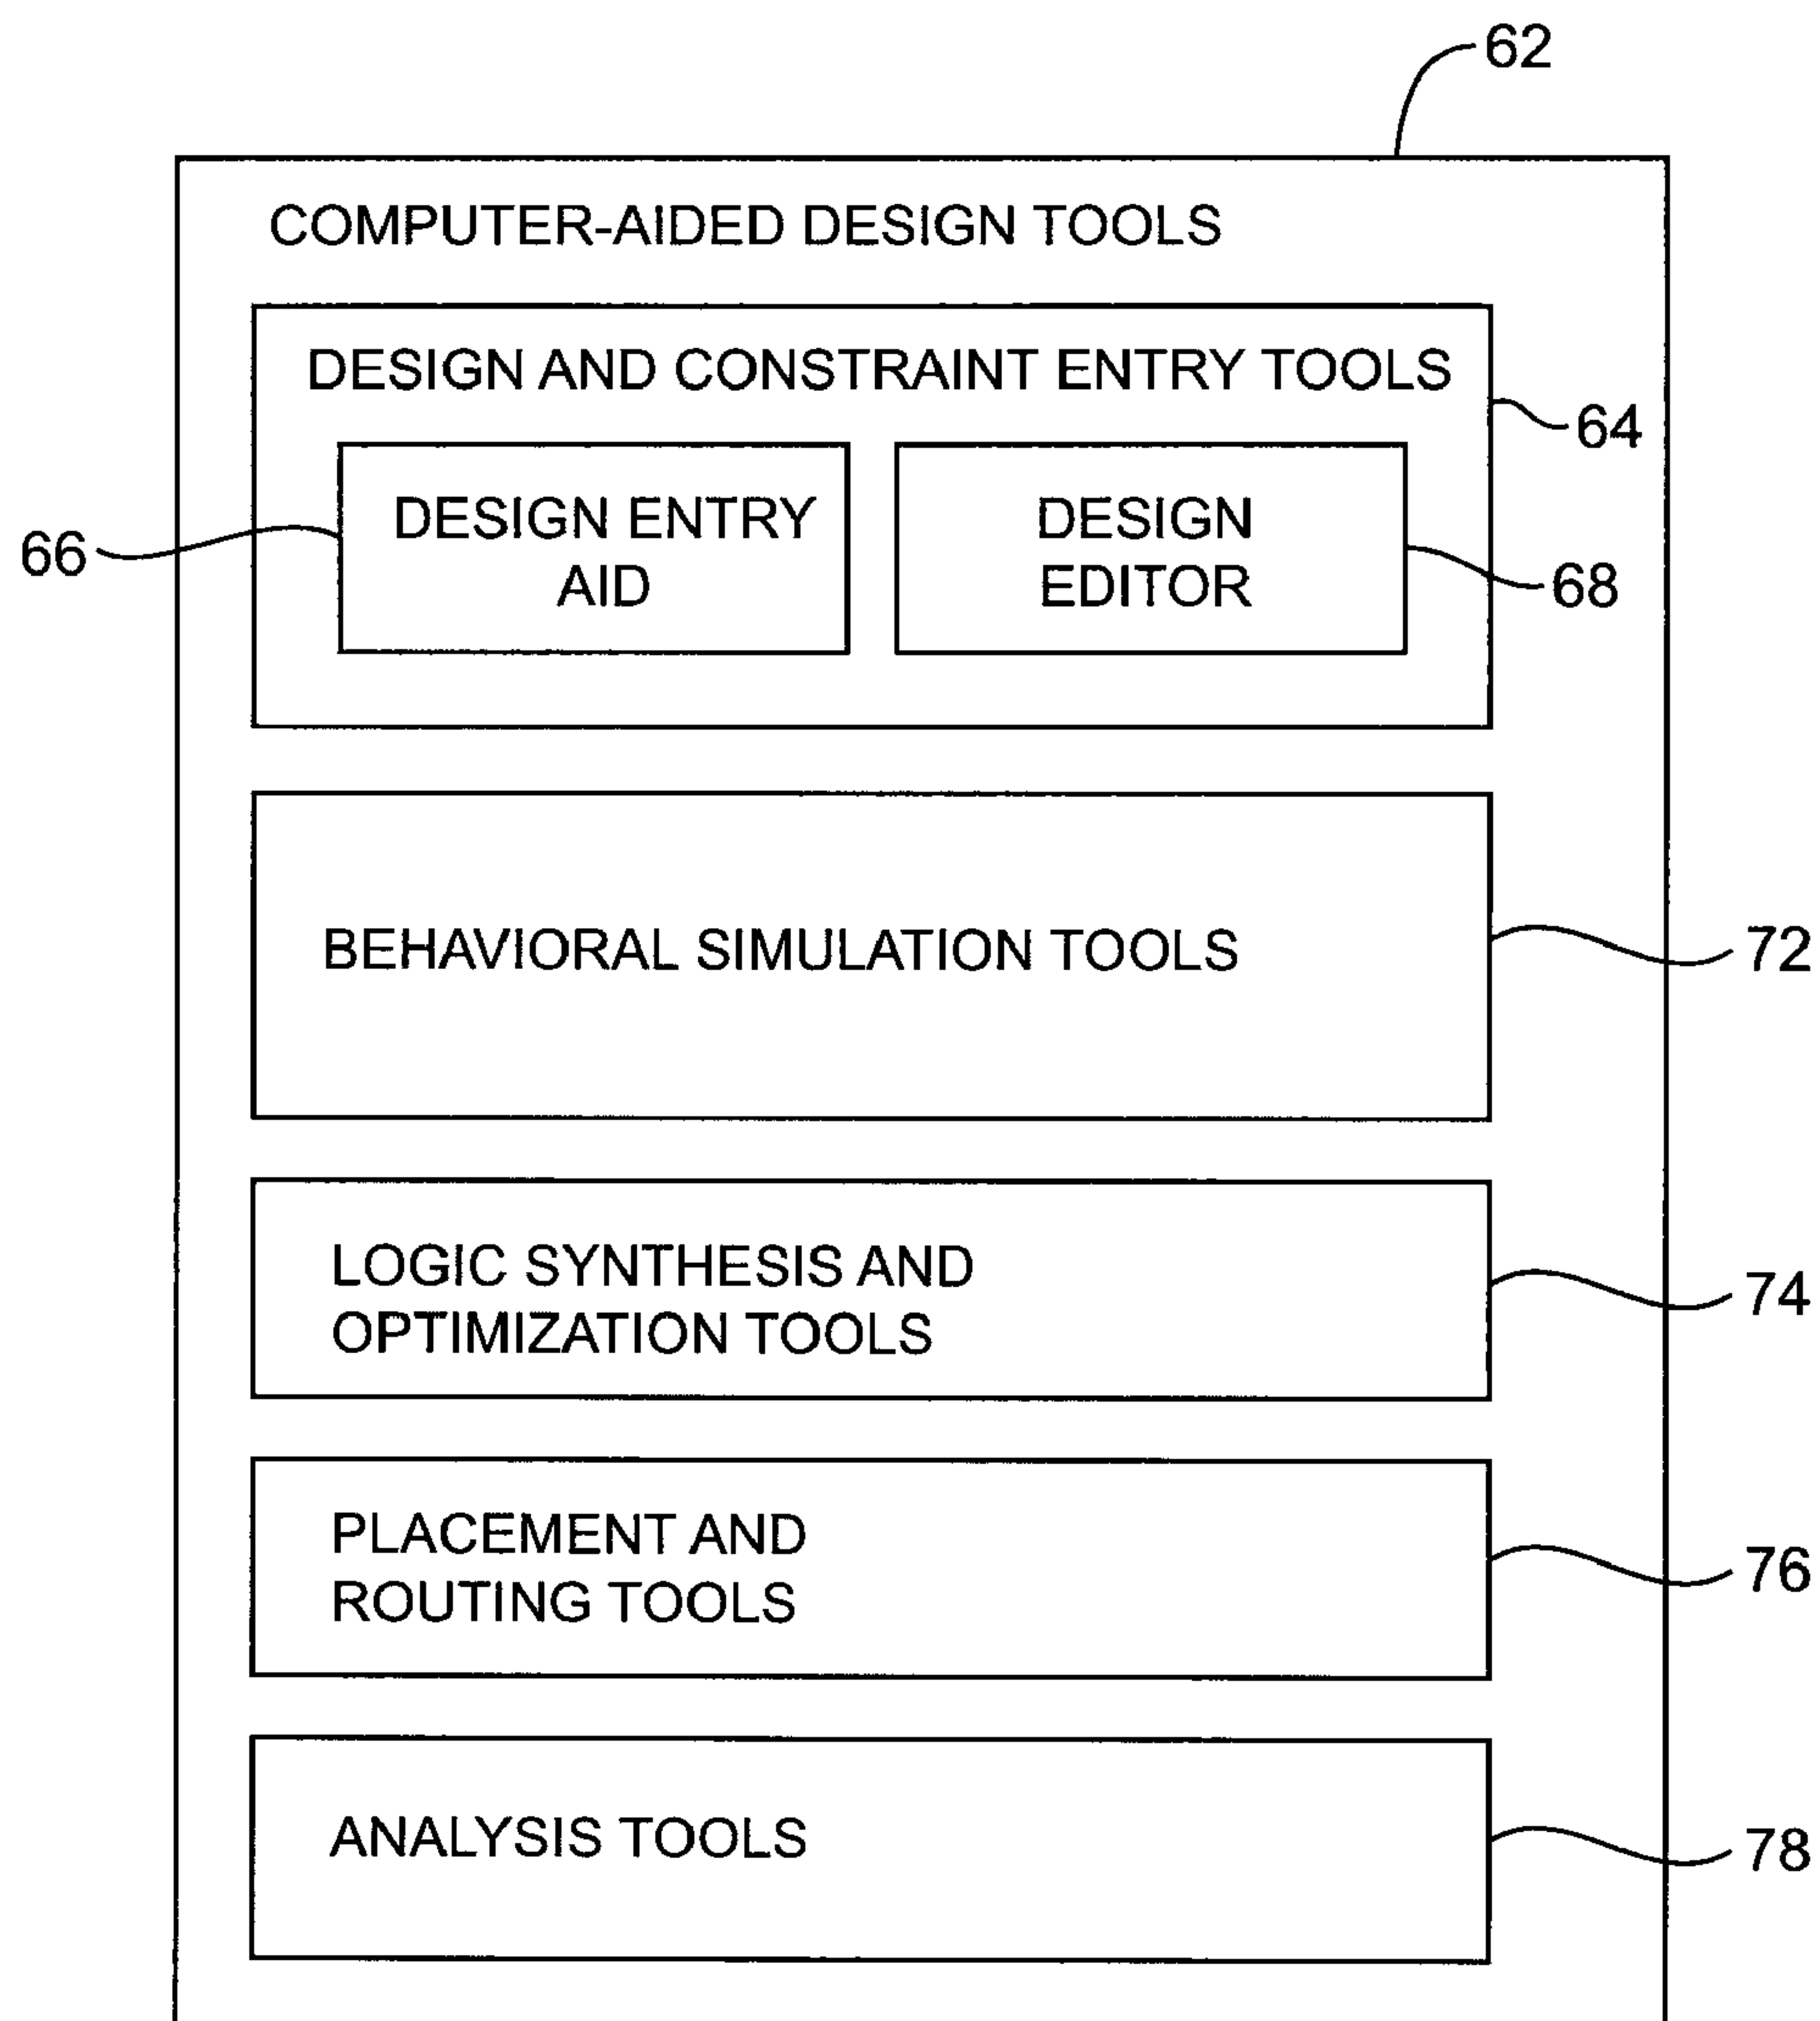 62
COMPUTER-AIDED DESIGN TOOLS
DESIGN AND CONSTRAINT ENTRY TOOLS
64
66
DESIGN ENTRY
AID
DESIGN
EDITOR
68
BEHAVIORAL SIMULATION TOOLS
72
LOGIC SYNTHESIS AND
OPTIMIZATION TOOLS
74
PLACEMENT AND
ROUTING TOOLS
76
ANALYSIS TOOLS
78